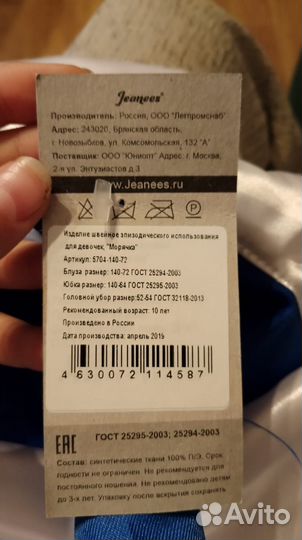 Jeanees®
Производитель: Россия, ООО "Легпромснаб"
Адрес: 243020, Брянская область,
г. Новозыбков, ул. Комсомольская, 132 "А"
Поставщик: ООО "Юниопт" Адрес: г. Москва,
2-я ул. Энтузиастов д.3
www.Jeanees.ru
Изделие швейное эпизодического использования
для девочек, "Морячка"
Артикул: 5704-140-72
Блуза размер: 140-72 ГОСТ 25294-2003
Юбка размер: 140-64 ГОСТ 25295-2003
Головной убор размер:52-54 ГОСТ 32118-2013
Рекомендованный возраст: 10 лет
Произведено в России
Дата производства: апрель 2019
4 630072 114587
EAC ГОСТ 25295-2003; 25294-2003
Состав: синтетические ткани 100% П/Э. Срок
годности не ограничен. Не рекомендуется
для постоянного ношения. Не рекомендовано детям
до 3-х лет. Упаковку после вскрытия сохранять
Avito